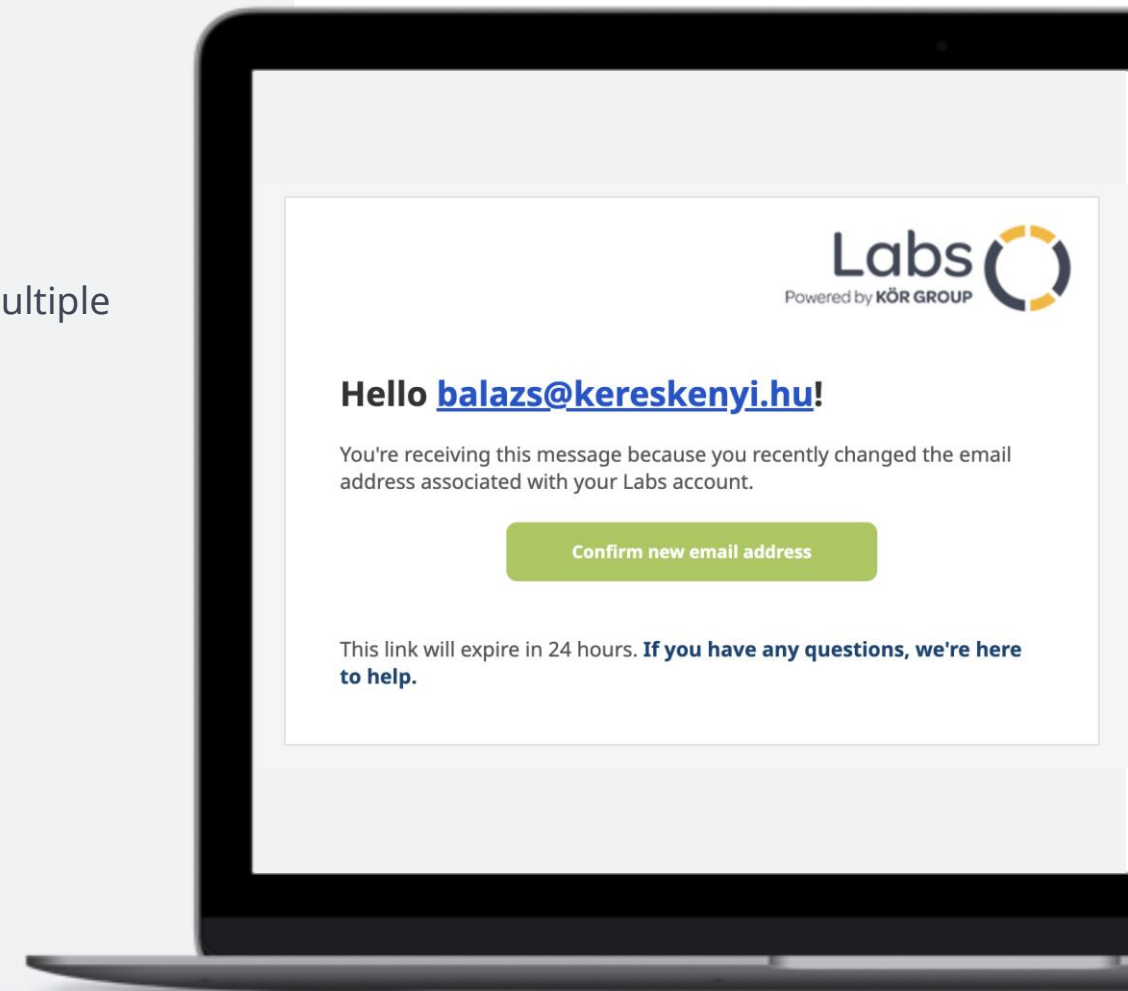 ultiple
Labs
Powered by KÖR GROUP
Hello balazs@kereskenyi.hu!
You're receiving this message because you recently changed the email
address associated with your Labs account.
Confirm new email address
This link will expire in 24 hours. If you have any questions, we're here
to help.